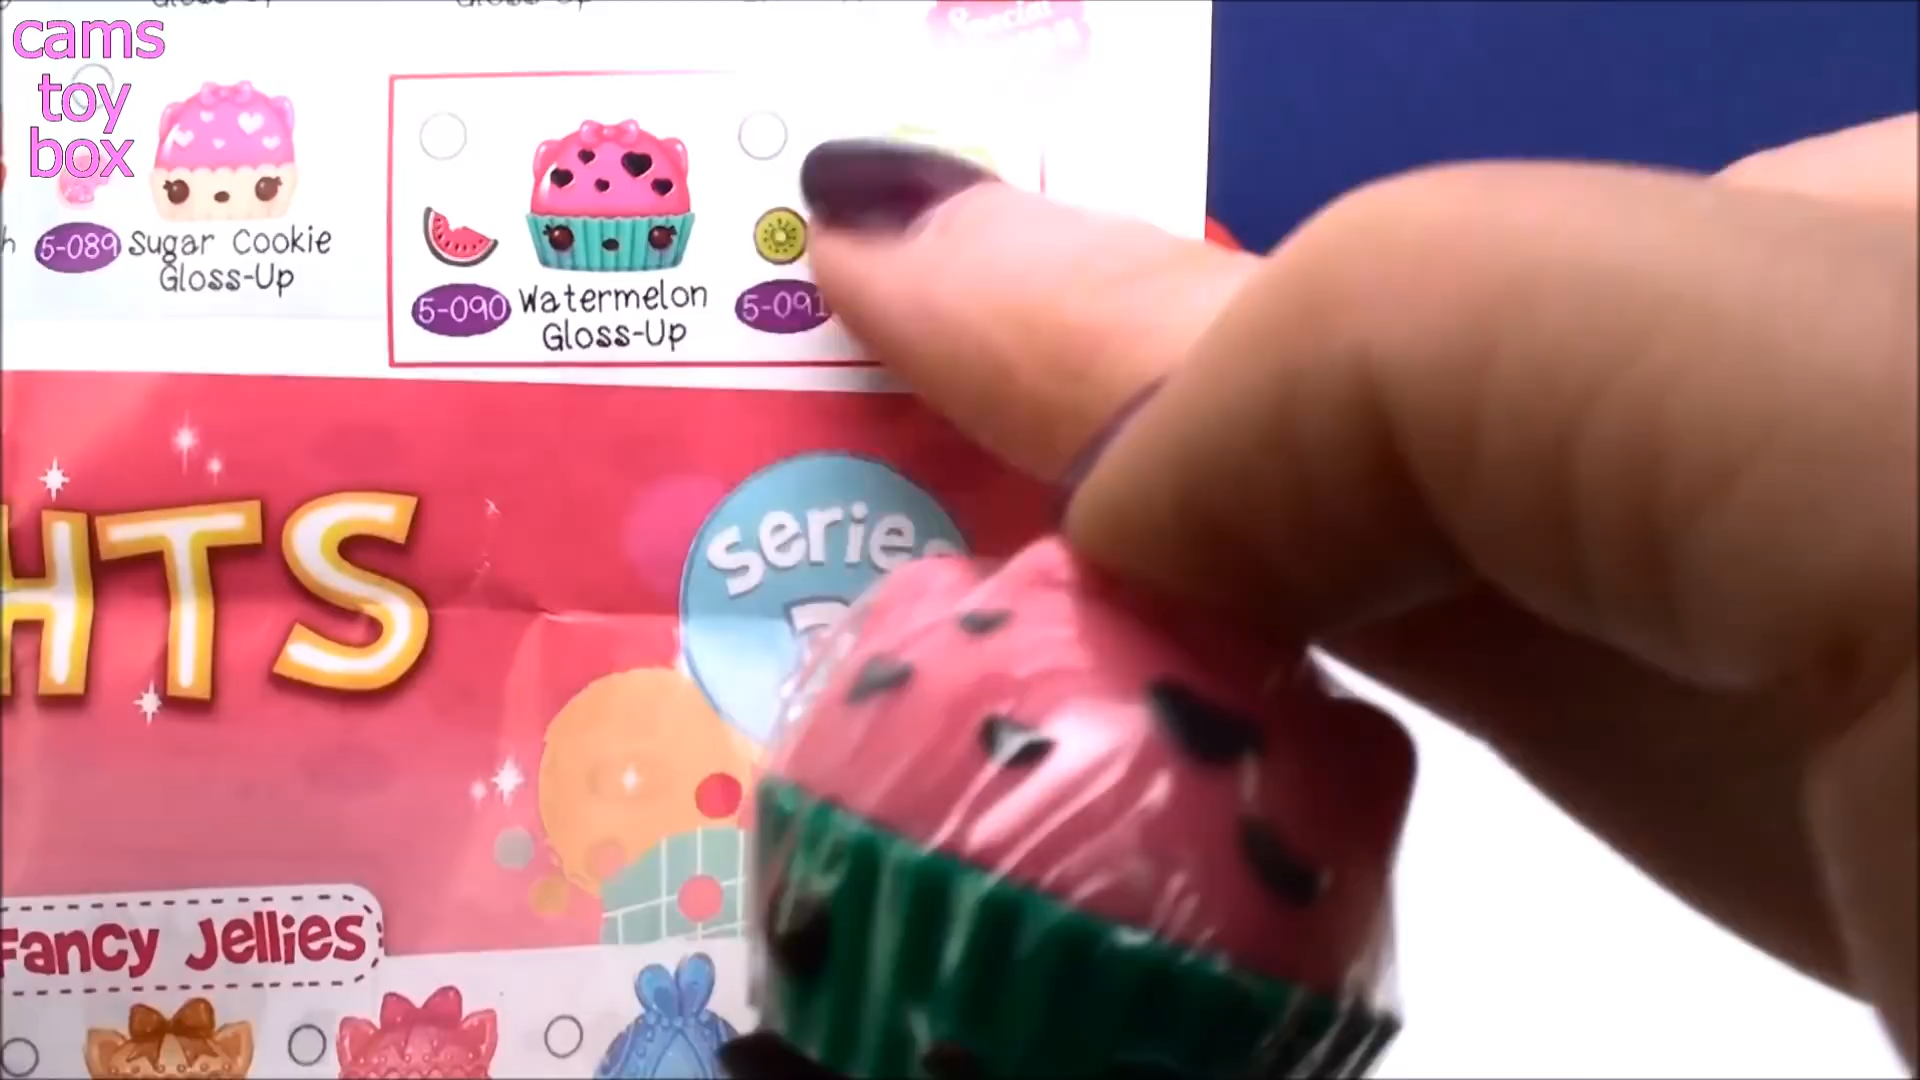 cams
toy
box
Special
5-089 Sugar Cookie
Gloss-Up
5-090 Watermelon
Gloss-Up
5-091
HTS
Series
Fancy Jellies